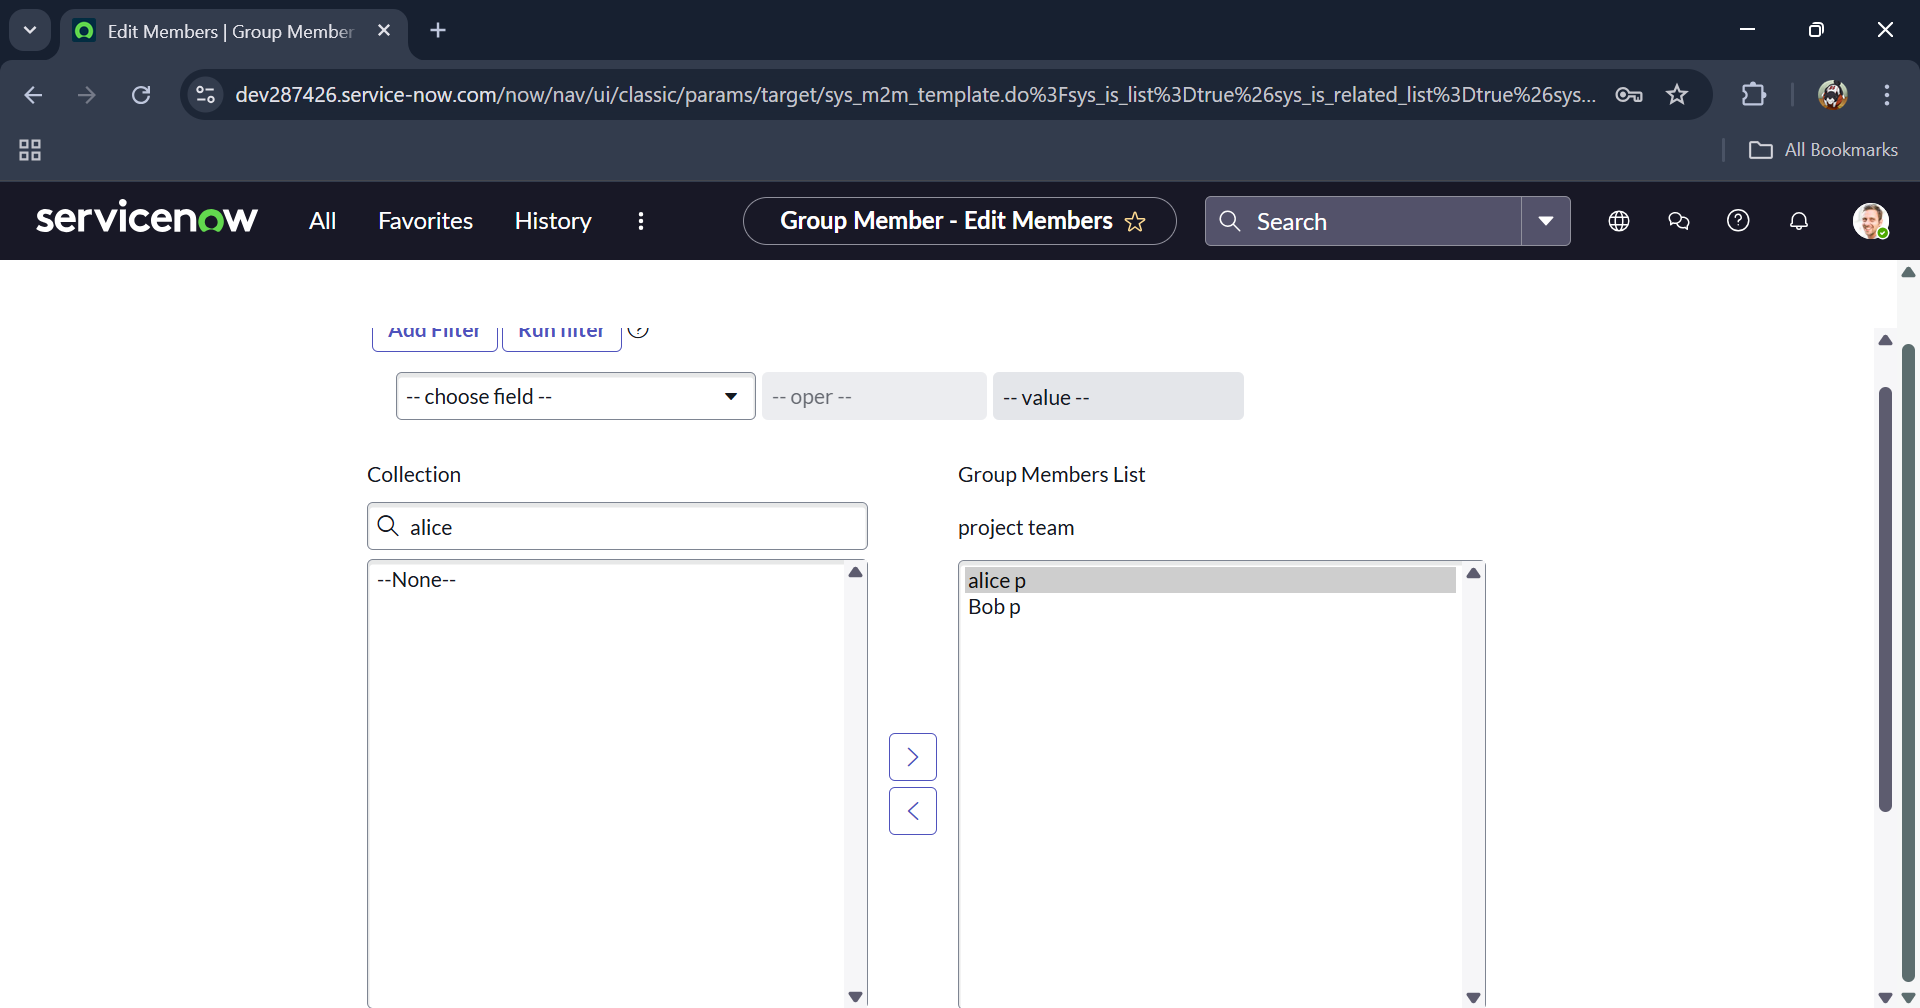 Edit Members | Group Member
dev287426.service-now.com/now/nav/ui/classic/params/target/sys_m2m_template.do%3Fsys_is_list%3Dtrue%26sys_is_related_list%3Dtrue%26sys...
All Bookmarks
servicenow All Favorites History Group Member - Edit Members Search
Add Filter Run filter
-- choose field -- -- oper -- -- value --
Collection Group Members List
alice project team
--None-- alice p
Bob p